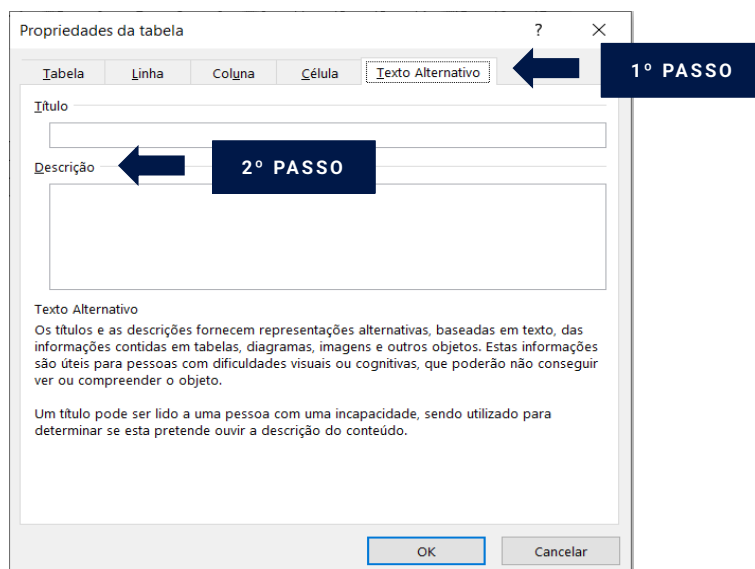 Propriedades da tabela ?
Tabela Linha Coluna Célula Texto Alternativo
1º PASSO
Título
Descrição
2º PASSO
Texto Alternativo
Os títulos e as descrições fornecem representações alternativas, baseadas em texto, das
informações contidas em tabelas, diagramas, imagens e outros objetos. Estas informações
são úteis para pessoas com dificuldades visuais ou cognitivas, que poderão não conseguir
ver ou compreender o objeto.
Um título pode ser lido a uma pessoa com uma incapacidade, sendo utilizado para
determinar se esta pretende ouvir a descrição do conteúdo.
OK Cancelar